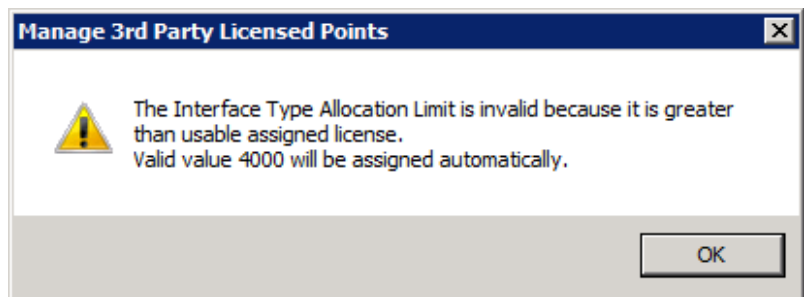 Manage 3rd Party Licensed Points
The Interface Type Allocation Limit is invalid because it is greater
than usable assigned license.
Valid value 4000 will be assigned automatically.
OK